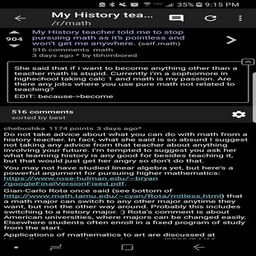 35% 9:15 PM
My History tea...
/r/math
904
My History teacher told me to stop
pursuing math as it's pointless and
won't get me anywhere. (self.math)
516 comments math
3 days ago * by
She said that if i want to become anything other than a
teacher math is stupid. Currently i'm a sophomore in
highschool taking calc 1 and math is my passion. Are
there any jobs where you use pure math not related to
teaching?
EDIT: because->become
516 comments
sorted by best
shebushka 1174 points 3 days ago*
Do not take advice about what you can do with math from a
history teacher. In fact, what she said is so absurd I suggest
not taking any advice from that teacher about anything
involving your future. I'm tempted to suggest you ask her
what learning history is any good for besides teaching it,
but that would just get her angry so don't do that.
You may not have studied linear algebra yet, but here's a
powerful argument for pursuing higher mathematics:
https://www.rose-hulman.edu/~bryan
/googleFinalVersionFixed.pdf.
Gian-Carlo Rota once said (see bottom of
http://www.math.tamu.edu/~cyan/Rota/mitless.html) that
a math major can switch to any other major anytime they
want, but not the other way around. Probably this includes
switching to a history major. :) Rota's comment is about
American universities, where majors can be changed easily.
Elsewhere students often enroll in a fixed program of study
from the start.
Applications of mathematics to art are discussed at